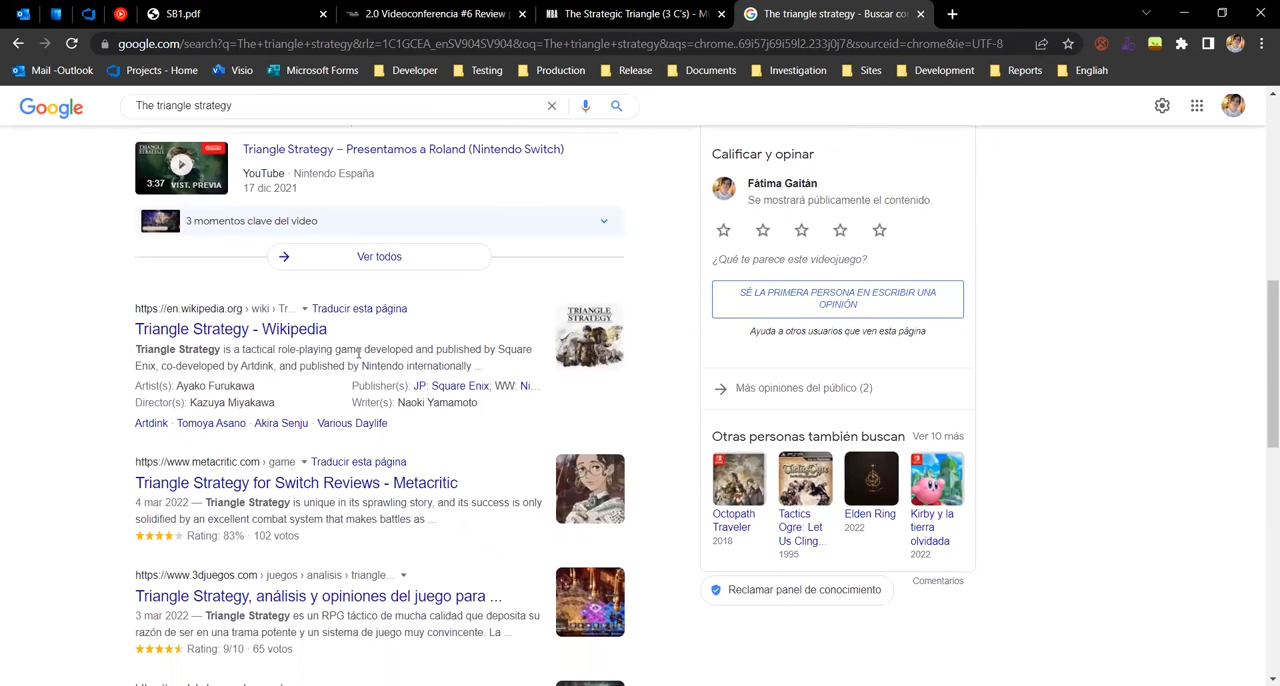 SB1.pdf
2.0 Videoconferencia #6 Review
The Strategic Triangle (3 C's) - M
The triangle strategy - Buscar co
google.com/search?q=The+triangle+strategy&rlz=1C1GCEA_enSV904SV904&oq=The+triangle+strategy&aqs=chrome..69i57j69i59l2.233j0j7&sourceid=chrome&ie=UTF-8
Mail -Outlook
Projects - Home
Visio
Microsoft Forms
Developer
Testing
Production
Release
Documents
Investigation
Sites
Development
Reports
Engliah
Google
The triangle strategy
TRIANGLE STRATEGY
3:37 VIST. PREVIA
Triangle Strategy – Presentamos a Roland (Nintendo Switch)
YouTube · Nintendo España
17 dic 2021
3 momentos clave del vídeo
Ver todos
https://en.wikipedia.org › wiki › Tr... Traducir esta página
Triangle Strategy - Wikipedia
Triangle Strategy is a tactical role-playing game developed and published by Square
Enix, co-developed by Artdink, and published by Nintendo internationally ...
Artist(s): Ayako Furukawa Publisher(s): JP: Square Enix; WW: Ni...
Director(s): Kazuya Miyakawa Writer(s): Naoki Yamamoto
Artdink · Tomoya Asano · Akira Senju · Various Daylife
TRIANGLE
STRATEGY
https://www.metacritic.com › game Traducir esta página
Triangle Strategy for Switch Reviews - Metacritic
4 mar 2022 — Triangle Strategy is unique in its sprawling story, and its success is only
solidified by an excellent combat system that makes battles as ...
Rating: 83% · 102 votos
https://www.3djuegos.com › juegos › analisis › triangle...
Triangle Strategy, análisis y opiniones del juego para ...
3 mar 2022 — Triangle Strategy es un RPG táctico de mucha calidad que deposita su
razón de ser en una trama potente y un sistema de juego muy convincente. La ...
Rating: 9/10 · 65 votos
Calificar y opinar
Fátima Gaitán
Se mostrará públicamente el contenido.
¿Qué te parece este videojuego?
SÉ LA PRIMERA PERSONA EN ESCRIBIR UNA
OPINIÓN
Ayuda a otros usuarios que ven esta página
Más opiniones del público (2)
Otras personas también buscan
Ver 10 más
Octopath
Traveler
2018
Tactics
Ogre: Let
Us Cling...
1995
Elden Ring
2022
Kirby y la
tierra
olvidada
2022
Reclamar panel de conocimiento
Comentarios